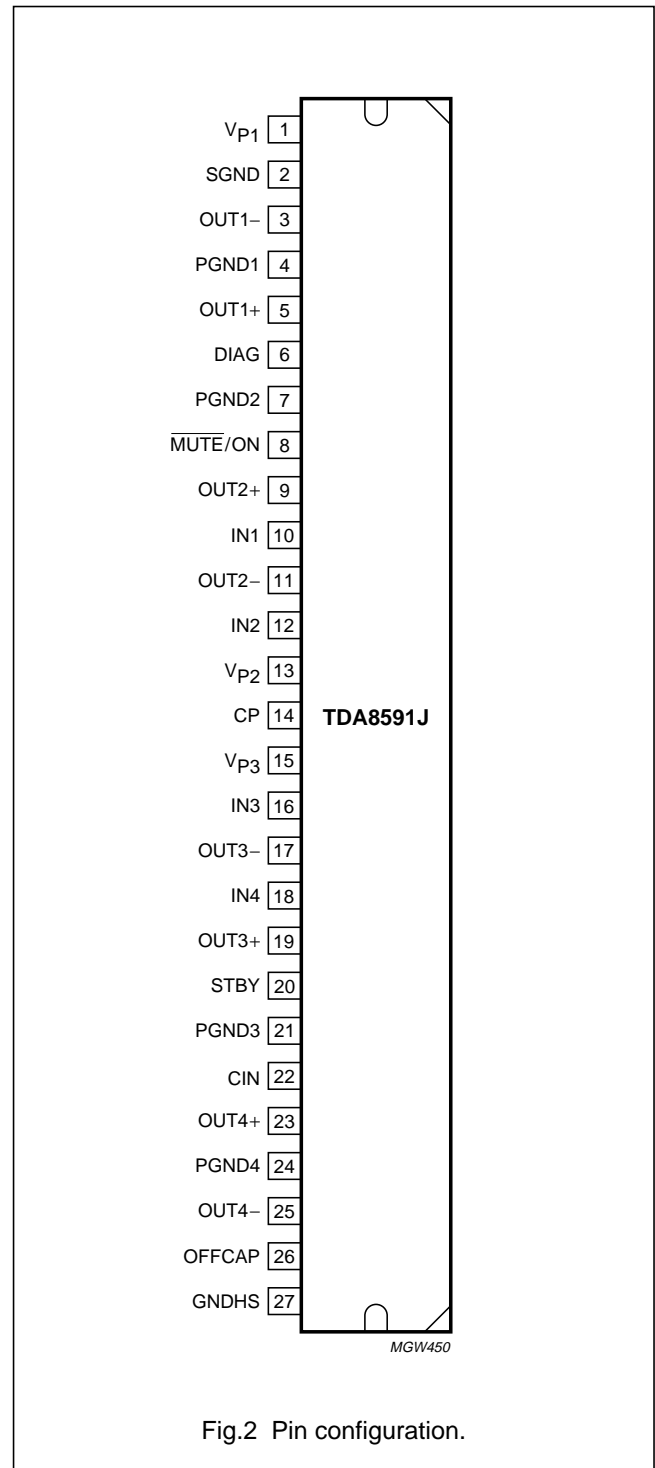 VP1 1
SGND 2
OUT1− 3
PGND1 4
OUT1+ 5
DIAG 6
PGND2 7
M̅U̅T̅E̅/ON 8
OUT2+ 9
IN1 10
OUT2− 11
IN2 12
VP2 13
CP 14 TDA8591J
VP3 15
IN3 16
OUT3− 17
IN4 18
OUT3+ 19
STBY 20
PGND3 21
CIN 22
OUT4+ 23
PGND4 24
OUT4− 25
OFFCAP 26
GNDHS 27
MGW450
Fig.2 Pin configuration.